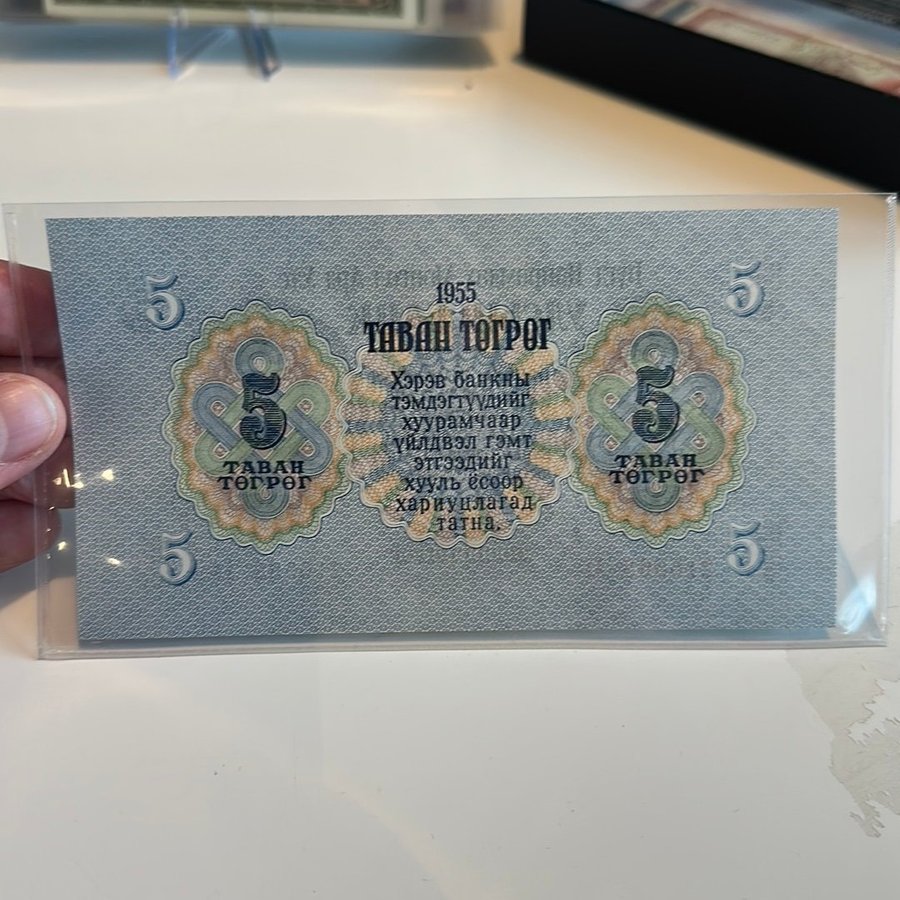 5
5
1955
ТАВАН ТӨГРӨГ
Хэрэв банкны
тэмдэгтүүдийг
хуурамчаар
үйлдвэл гэмт
этгээдийг
хууль ёсоор
хариуцлагад
татна.
5
ТАВАН
ТӨГРӨГ
5
ТАВАН
ТӨГРӨГ
5
5